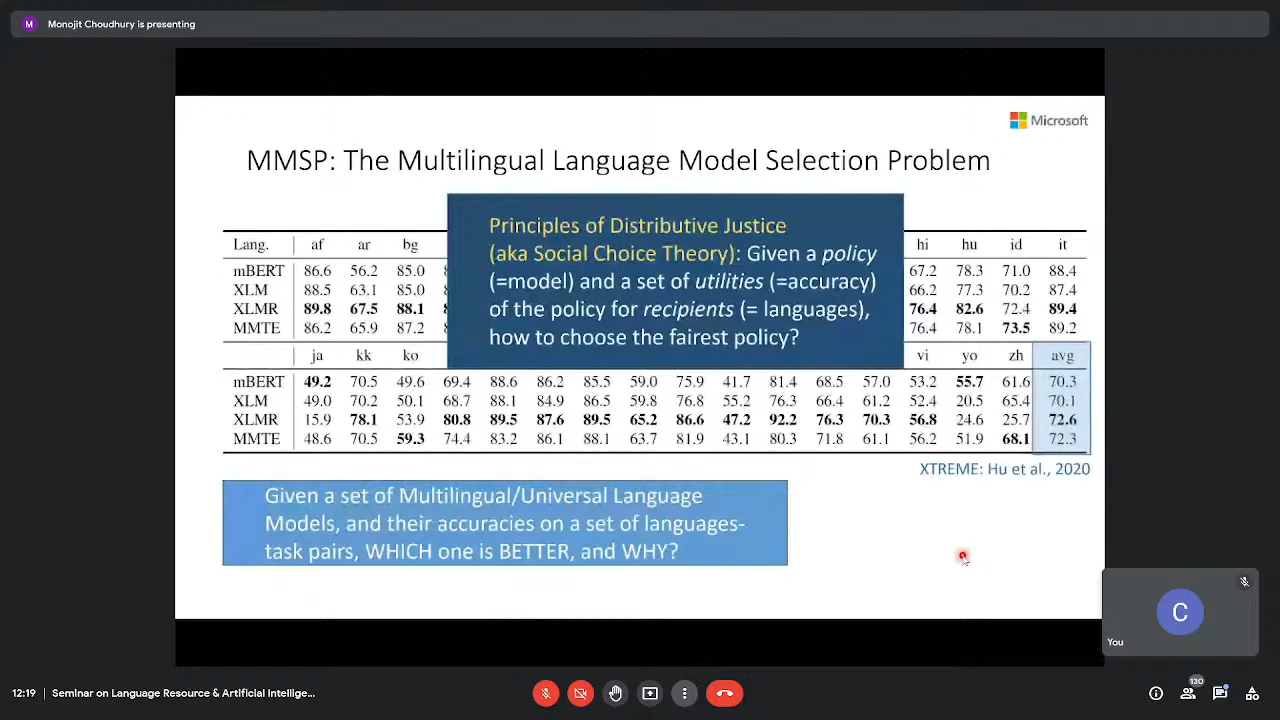 M Monojit Choudhury is presenting
Microsoft
MMSP: The Multilingual Language Model Selection Problem
Principles of Distributive Justice
(aka Social Choice Theory): Given a policy
(=model) and a set of utilities (=accuracy)
of the policy for recipients (= languages),
how to choose the fairest policy?
Lang. af ar bg hi hu id it
mBERT 86.6 56.2 85.0 67.2 78.3 71.0 88.4
XLM 88.5 63.1 85.0 66.2 77.3 70.2 87.4
XLMR 89.8 67.5 88.1 76.4 82.6 72.4 89.4
MMTE 86.2 65.9 87.2 76.4 78.1 73.5 89.2
ja kk ko vi yo zh avg
mBERT 49.2 70.5 49.6 69.4 88.6 86.2 85.5 59.0 75.9 41.7 81.4 68.5 57.0 53.2 55.7 61.6 70.3
XLM 49.0 70.2 50.1 68.7 88.1 84.9 86.5 59.8 76.8 55.2 76.3 66.4 61.2 52.4 20.5 65.4 70.1
XLMR 15.9 78.1 53.9 80.8 89.5 87.6 89.5 65.2 86.6 47.2 92.2 76.3 70.3 56.8 24.6 25.7 72.6
MMTE 48.6 70.5 59.3 74.4 83.2 86.1 88.1 63.7 81.9 43.1 80.3 71.8 61.1 56.2 51.9 68.1 72.3
XTREME: Hu et al., 2020
Given a set of Multilingual/Universal Language
Models, and their accuracies on a set of languages-
task pairs, WHICH one is BETTER, and WHY?
C
You
12:19 | Seminar on Language Resource & Artificial Intellige...
130